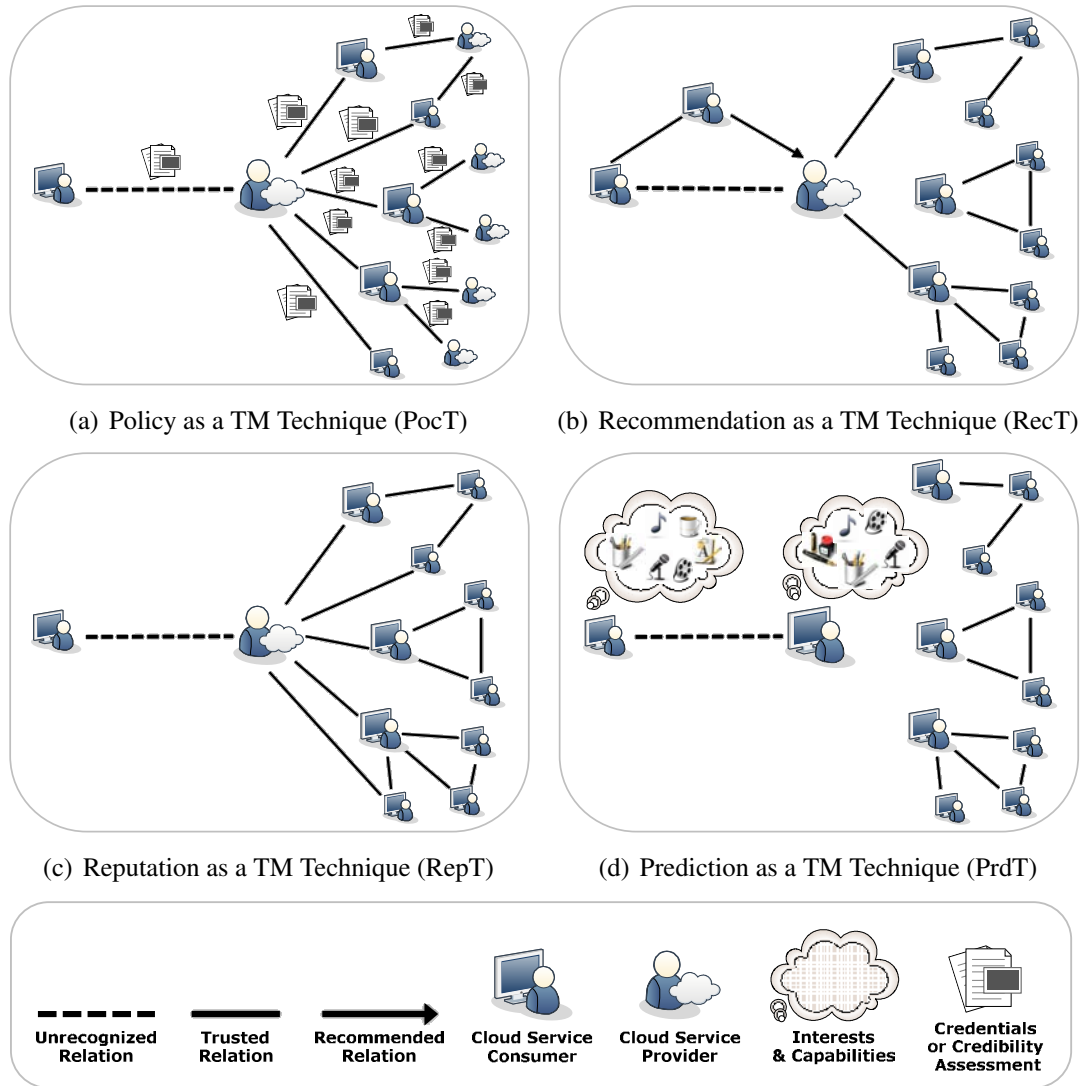 (a) Policy as a TM Technique (PocT)
(b) Recommendation as a TM Technique (RecT)
(c) Reputation as a TM Technique (RepT)
(d) Prediction as a TM Technique (PrdT)
Unrecognized
Relation
Trusted
Relation
Recommended
Relation
Cloud Service
Consumer
Cloud Service
Provider
Interests
& Capabilities
Credentials
or Credibility
Assessment